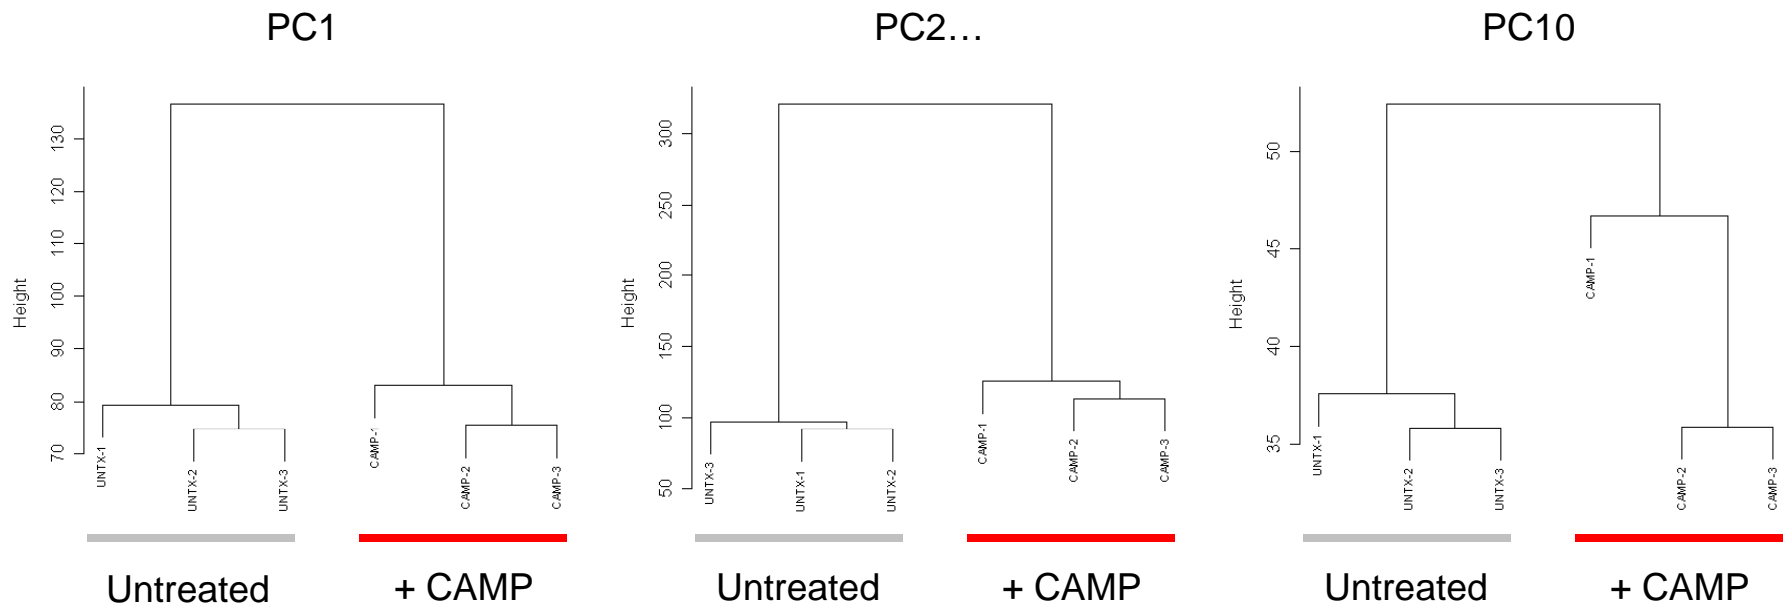 PC1
PC2…
PC10
Height
130
120
110
100
90
80
70
UNTX-1
UNTX-2
UNTX-3
CAMP-1
CAMP-2
CAMP-3
Height
300
250
200
150
100
50
UNTX-3
UNTX-1
UNTX-2
CAMP-1
CAMP-2
CAMP-3
Height
50
45
40
35
UNTX-1
UNTX-2
UNTX-3
CAMP-1
CAMP-2
CAMP-3
Untreated
+ CAMP
Untreated
+ CAMP
Untreated
+ CAMP